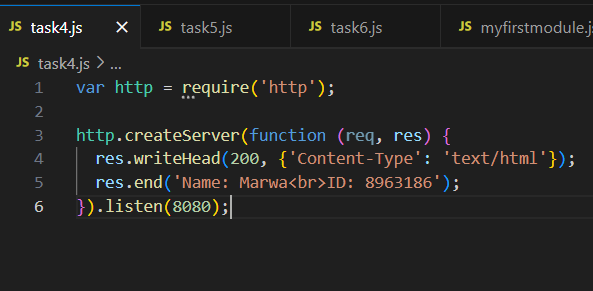 JS task4.js × JS task5.js JS task6.js JS myfirstmodule.js
JS task4.js > ...
1 var http = require('http');
2
3 http.createServer(function (req, res) {
4 res.writeHead(200, {'Content-Type': 'text/html'});
5 res.end('Name: Marwa<br>ID: 8963186');
6 }).listen(8080);